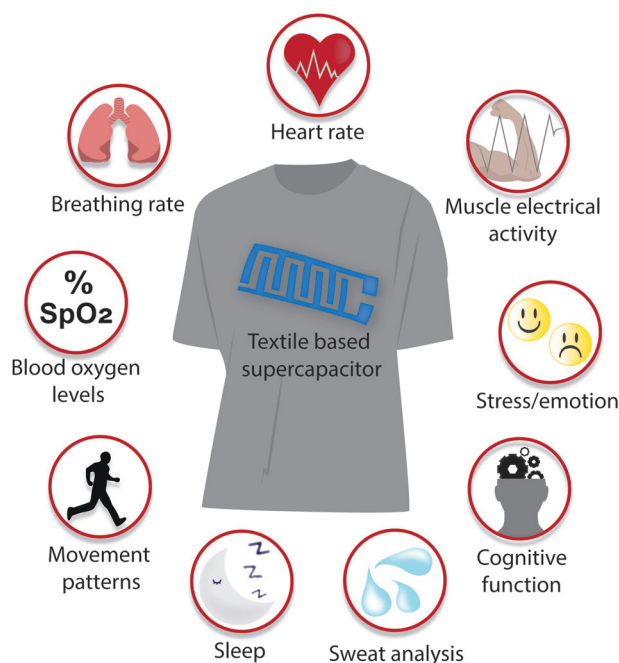 Heart rate
Breathing rate
Muscle electrical
activity
%
SpO2
Blood oxygen
levels
Textile based
supercapacitor
Stress/emotion
Movement
patterns
Cognitive
function
z
z
z
Sleep
Sweat analysis